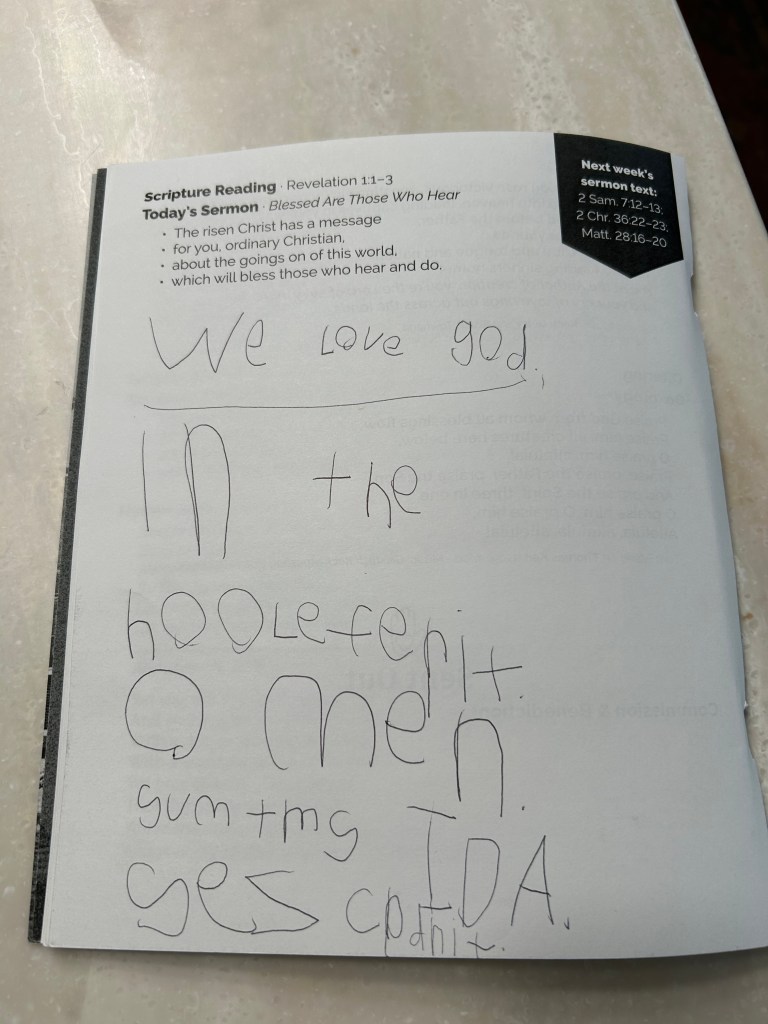 Scripture Reading · Revelation 1:1–3
Today's Sermon · Blessed Are Those Who Hear
• The risen Christ has a message
• for you, ordinary Christian,
• about the goings on of this world,
• which will bless those who hear and do.
Next week's
sermon text:
2 Sam. 7:12–13;
2 Chr. 36:22–23;
Matt. 28:16–20
We Love god.
In the
hooLefenit.
O men.
sumtms IDA.
ges